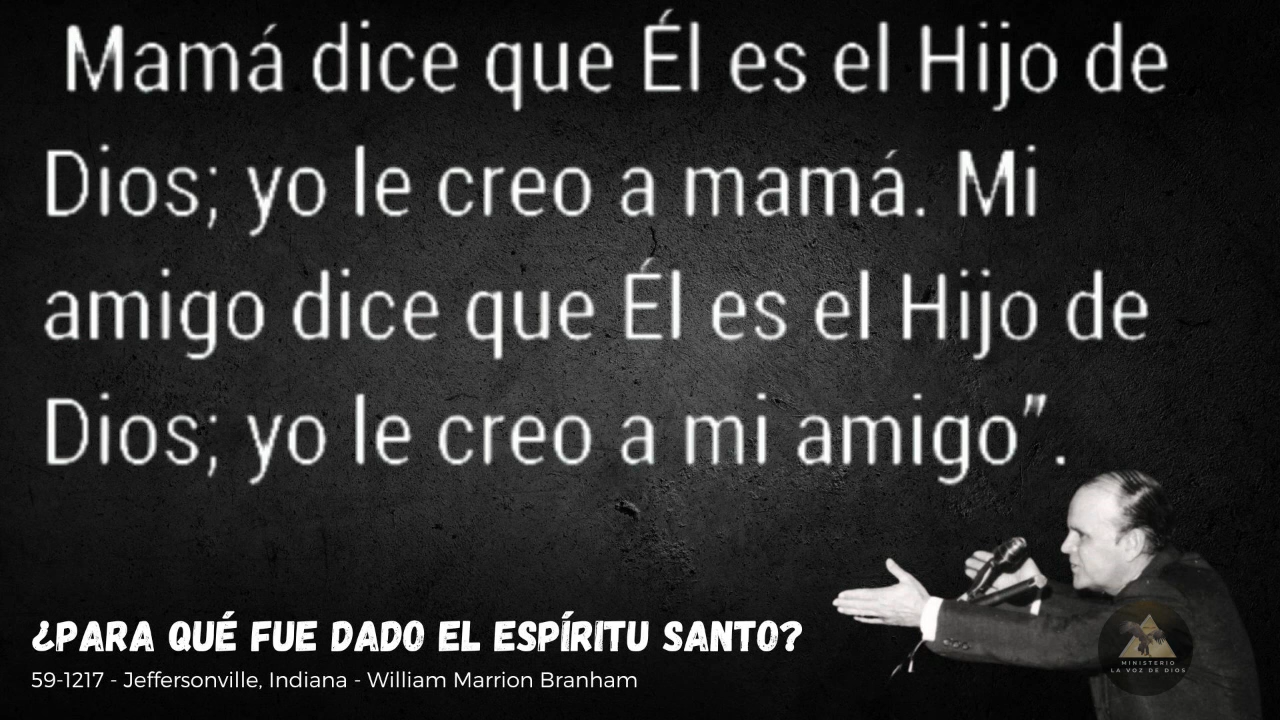 Mamá dice que Él es el Hijo de
Dios; yo le creo a mamá. Mi
amigo dice que Él es el Hijo de
Dios; yo le creo a mi amigo”.
¿PARA QUÉ FUE DADO EL ESPÍRITU SANTO?
59-1217 - Jeffersonville, Indiana - William Marrion Branham
MINISTERIO
LA VOZ DE DIOS